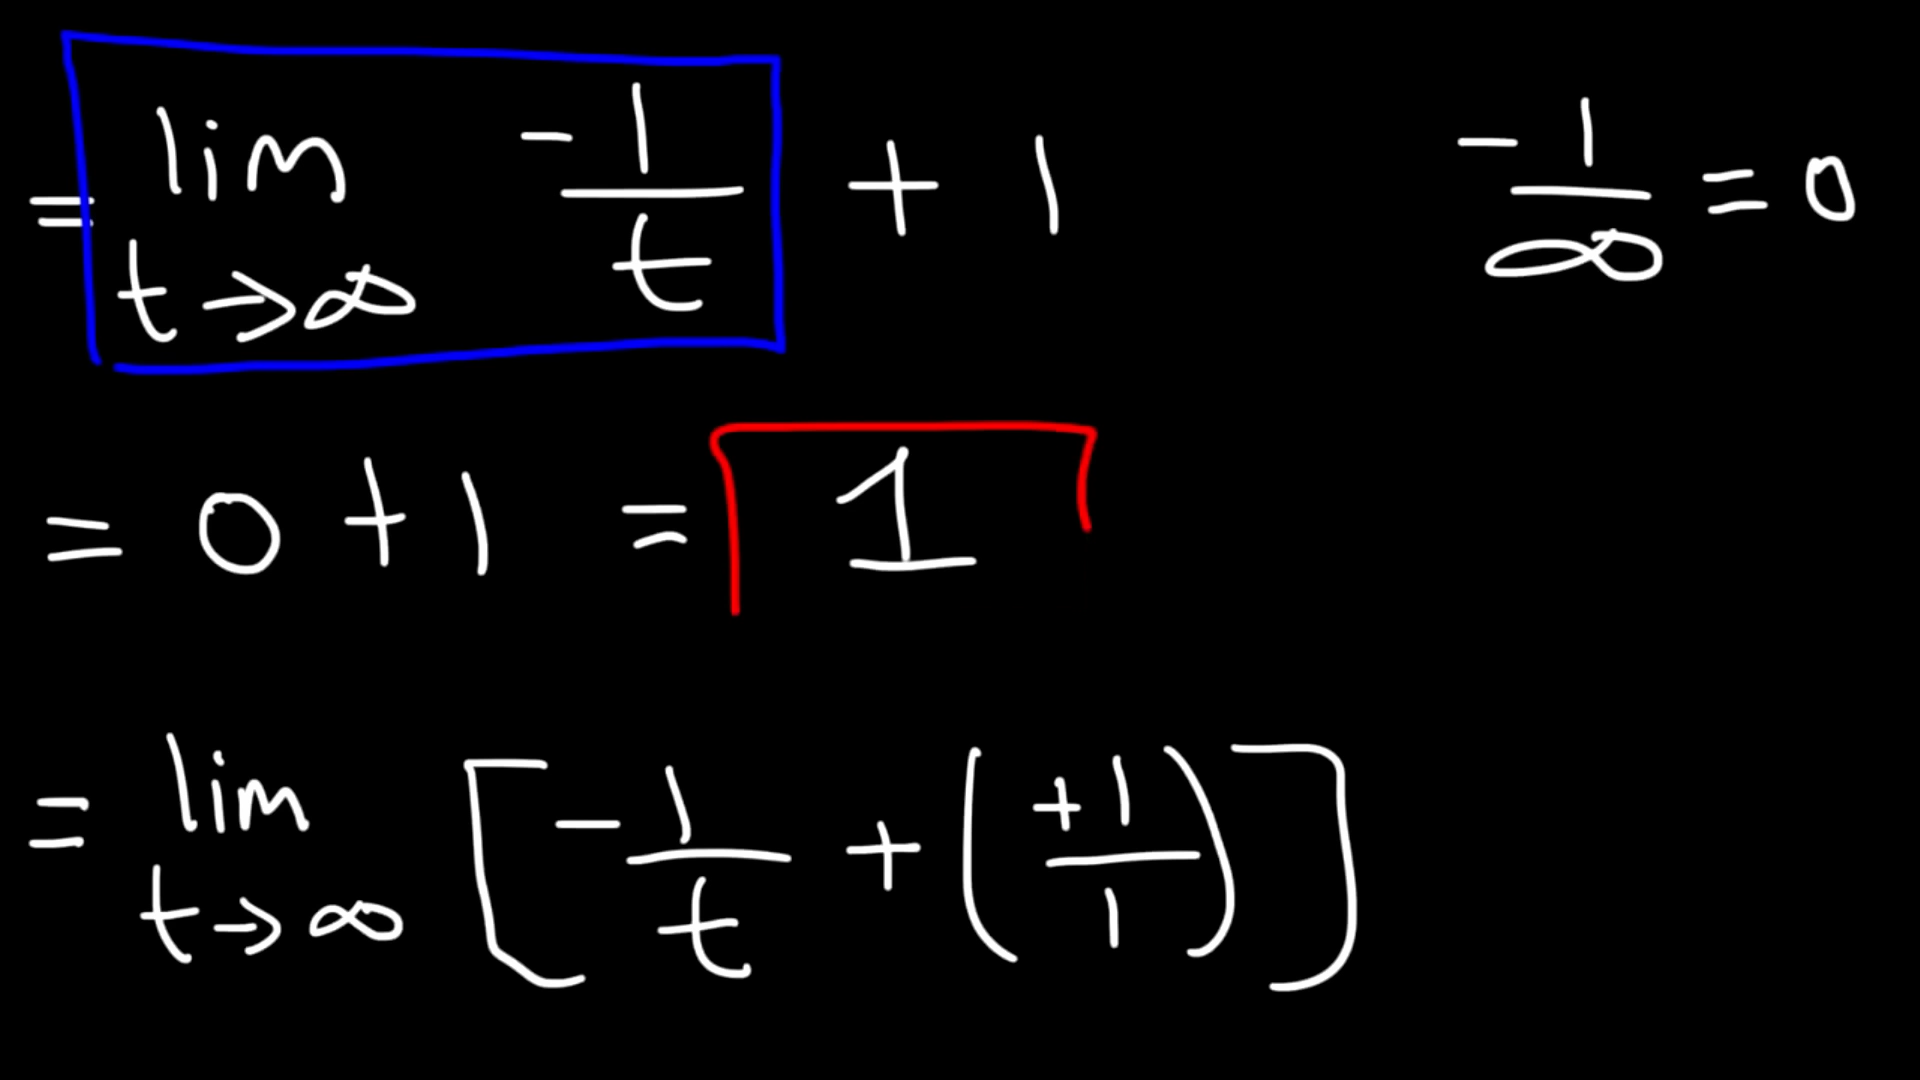 = lim t→∞ -1/t + 1
-1/∞ = 0
= 0 + 1 = 1
= lim t→∞ [ -1/t + ( +1/1 ) ]